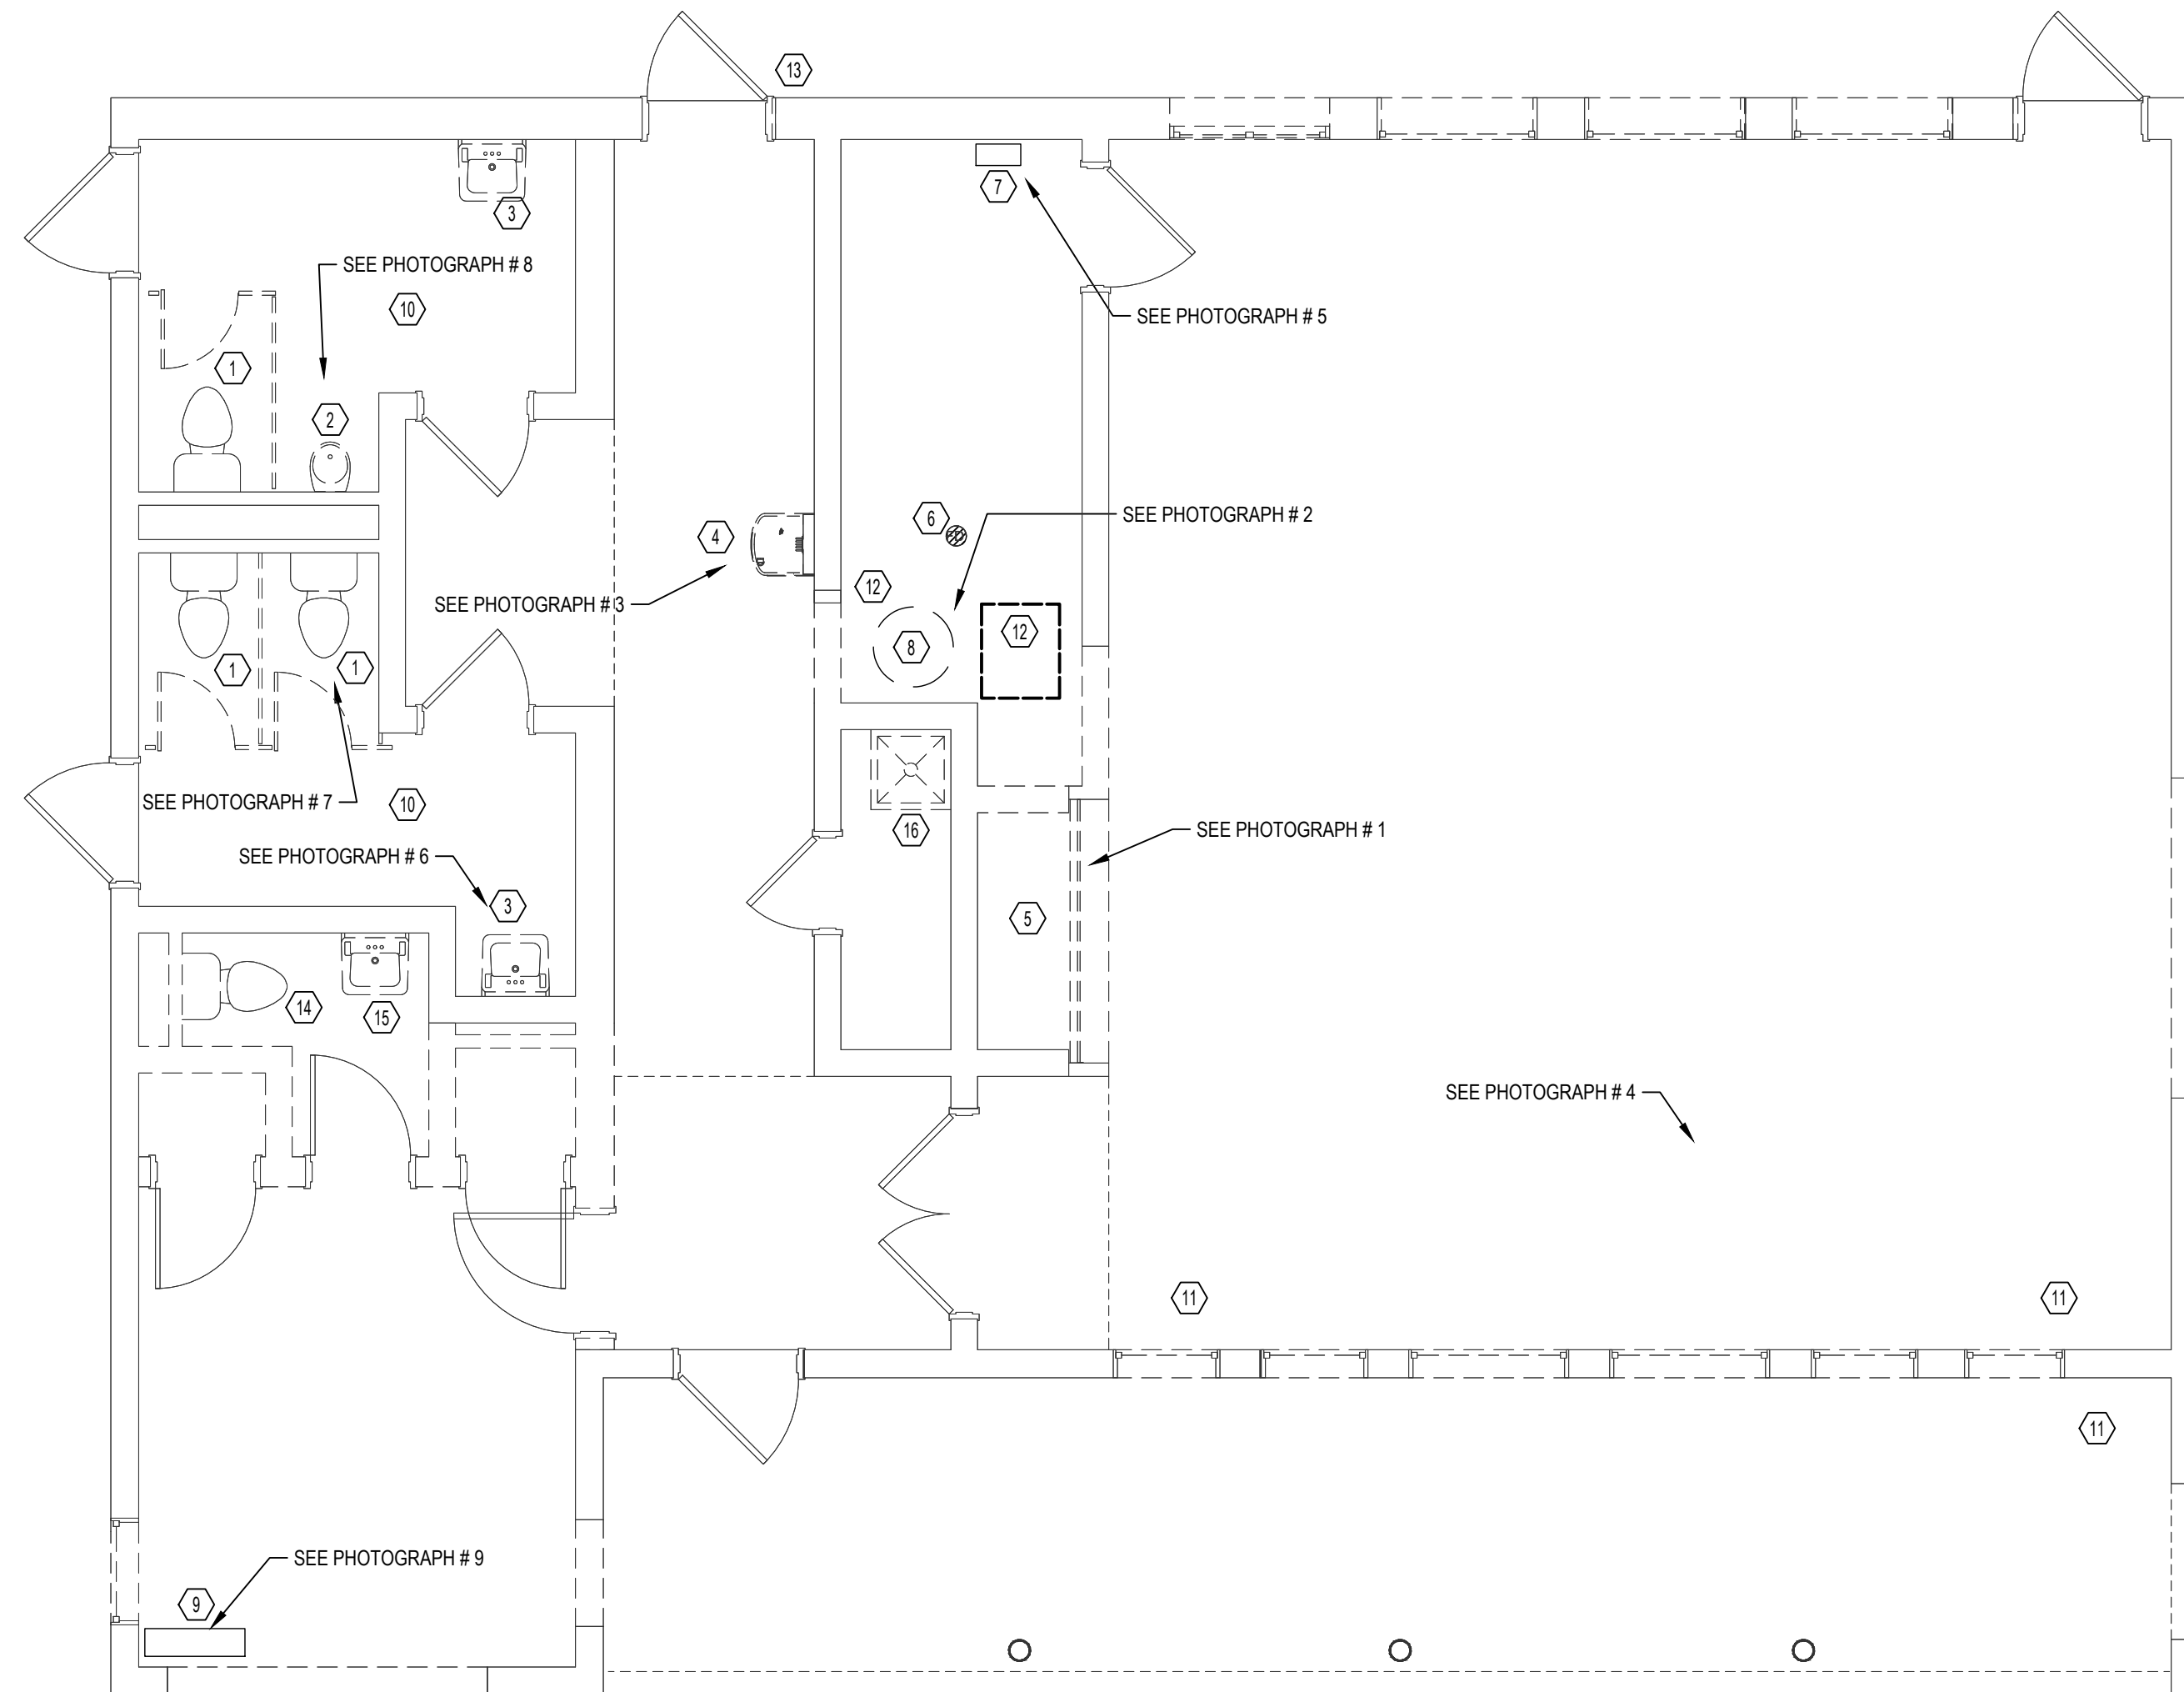 13
7
3
SEE PHOTOGRAPH # 8
10
SEE PHOTOGRAPH # 5
1
2
6
SEE PHOTOGRAPH # 2
4
12
SEE PHOTOGRAPH # 3
12
8
1
1
SEE PHOTOGRAPH # 7
10
16
SEE PHOTOGRAPH # 1
SEE PHOTOGRAPH # 6
3
5
14
15
SEE PHOTOGRAPH # 4
11
11
11
SEE PHOTOGRAPH # 9
9